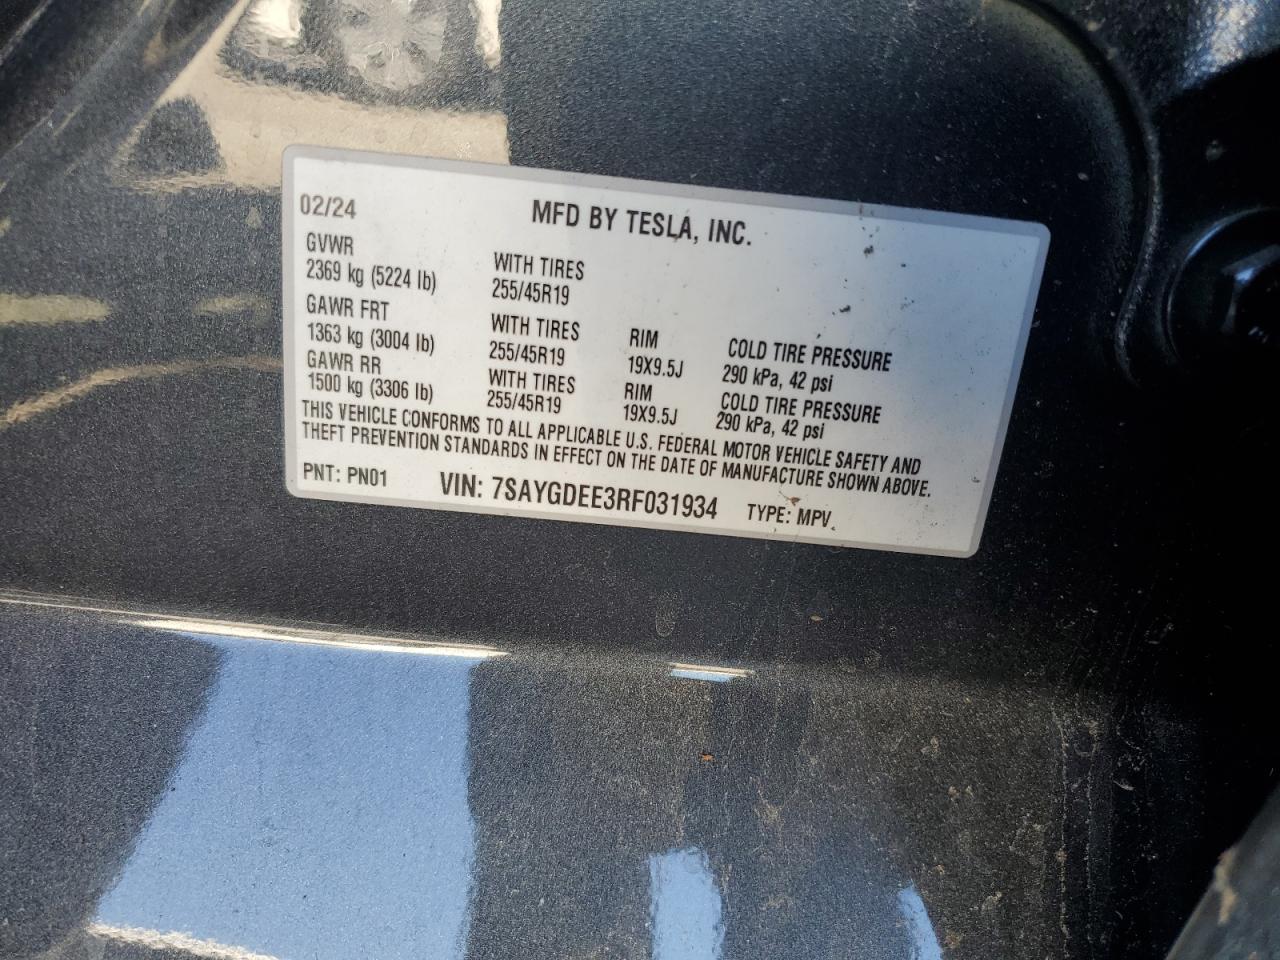 02/24 MFD BY TESLA, INC.
GVWR
2369 kg (5224 lb) WITH TIRES 255/45R19
GAWR FRT
1363 kg (3004 lb) WITH TIRES 255/45R19 RIM 19X9.5J COLD TIRE PRESSURE 290 kPa, 42 psi
GAWR RR
1500 kg (3306 lb) WITH TIRES 255/45R19 RIM 19X9.5J COLD TIRE PRESSURE 290 kPa, 42 psi
THIS VEHICLE CONFORMS TO ALL APPLICABLE U.S. FEDERAL MOTOR VEHICLE SAFETY AND
THEFT PREVENTION STANDARDS IN EFFECT ON THE DATE OF MANUFACTURE SHOWN ABOVE.
PNT: PN01 VIN: 7SAYGDEE3RF031934 TYPE: MPV